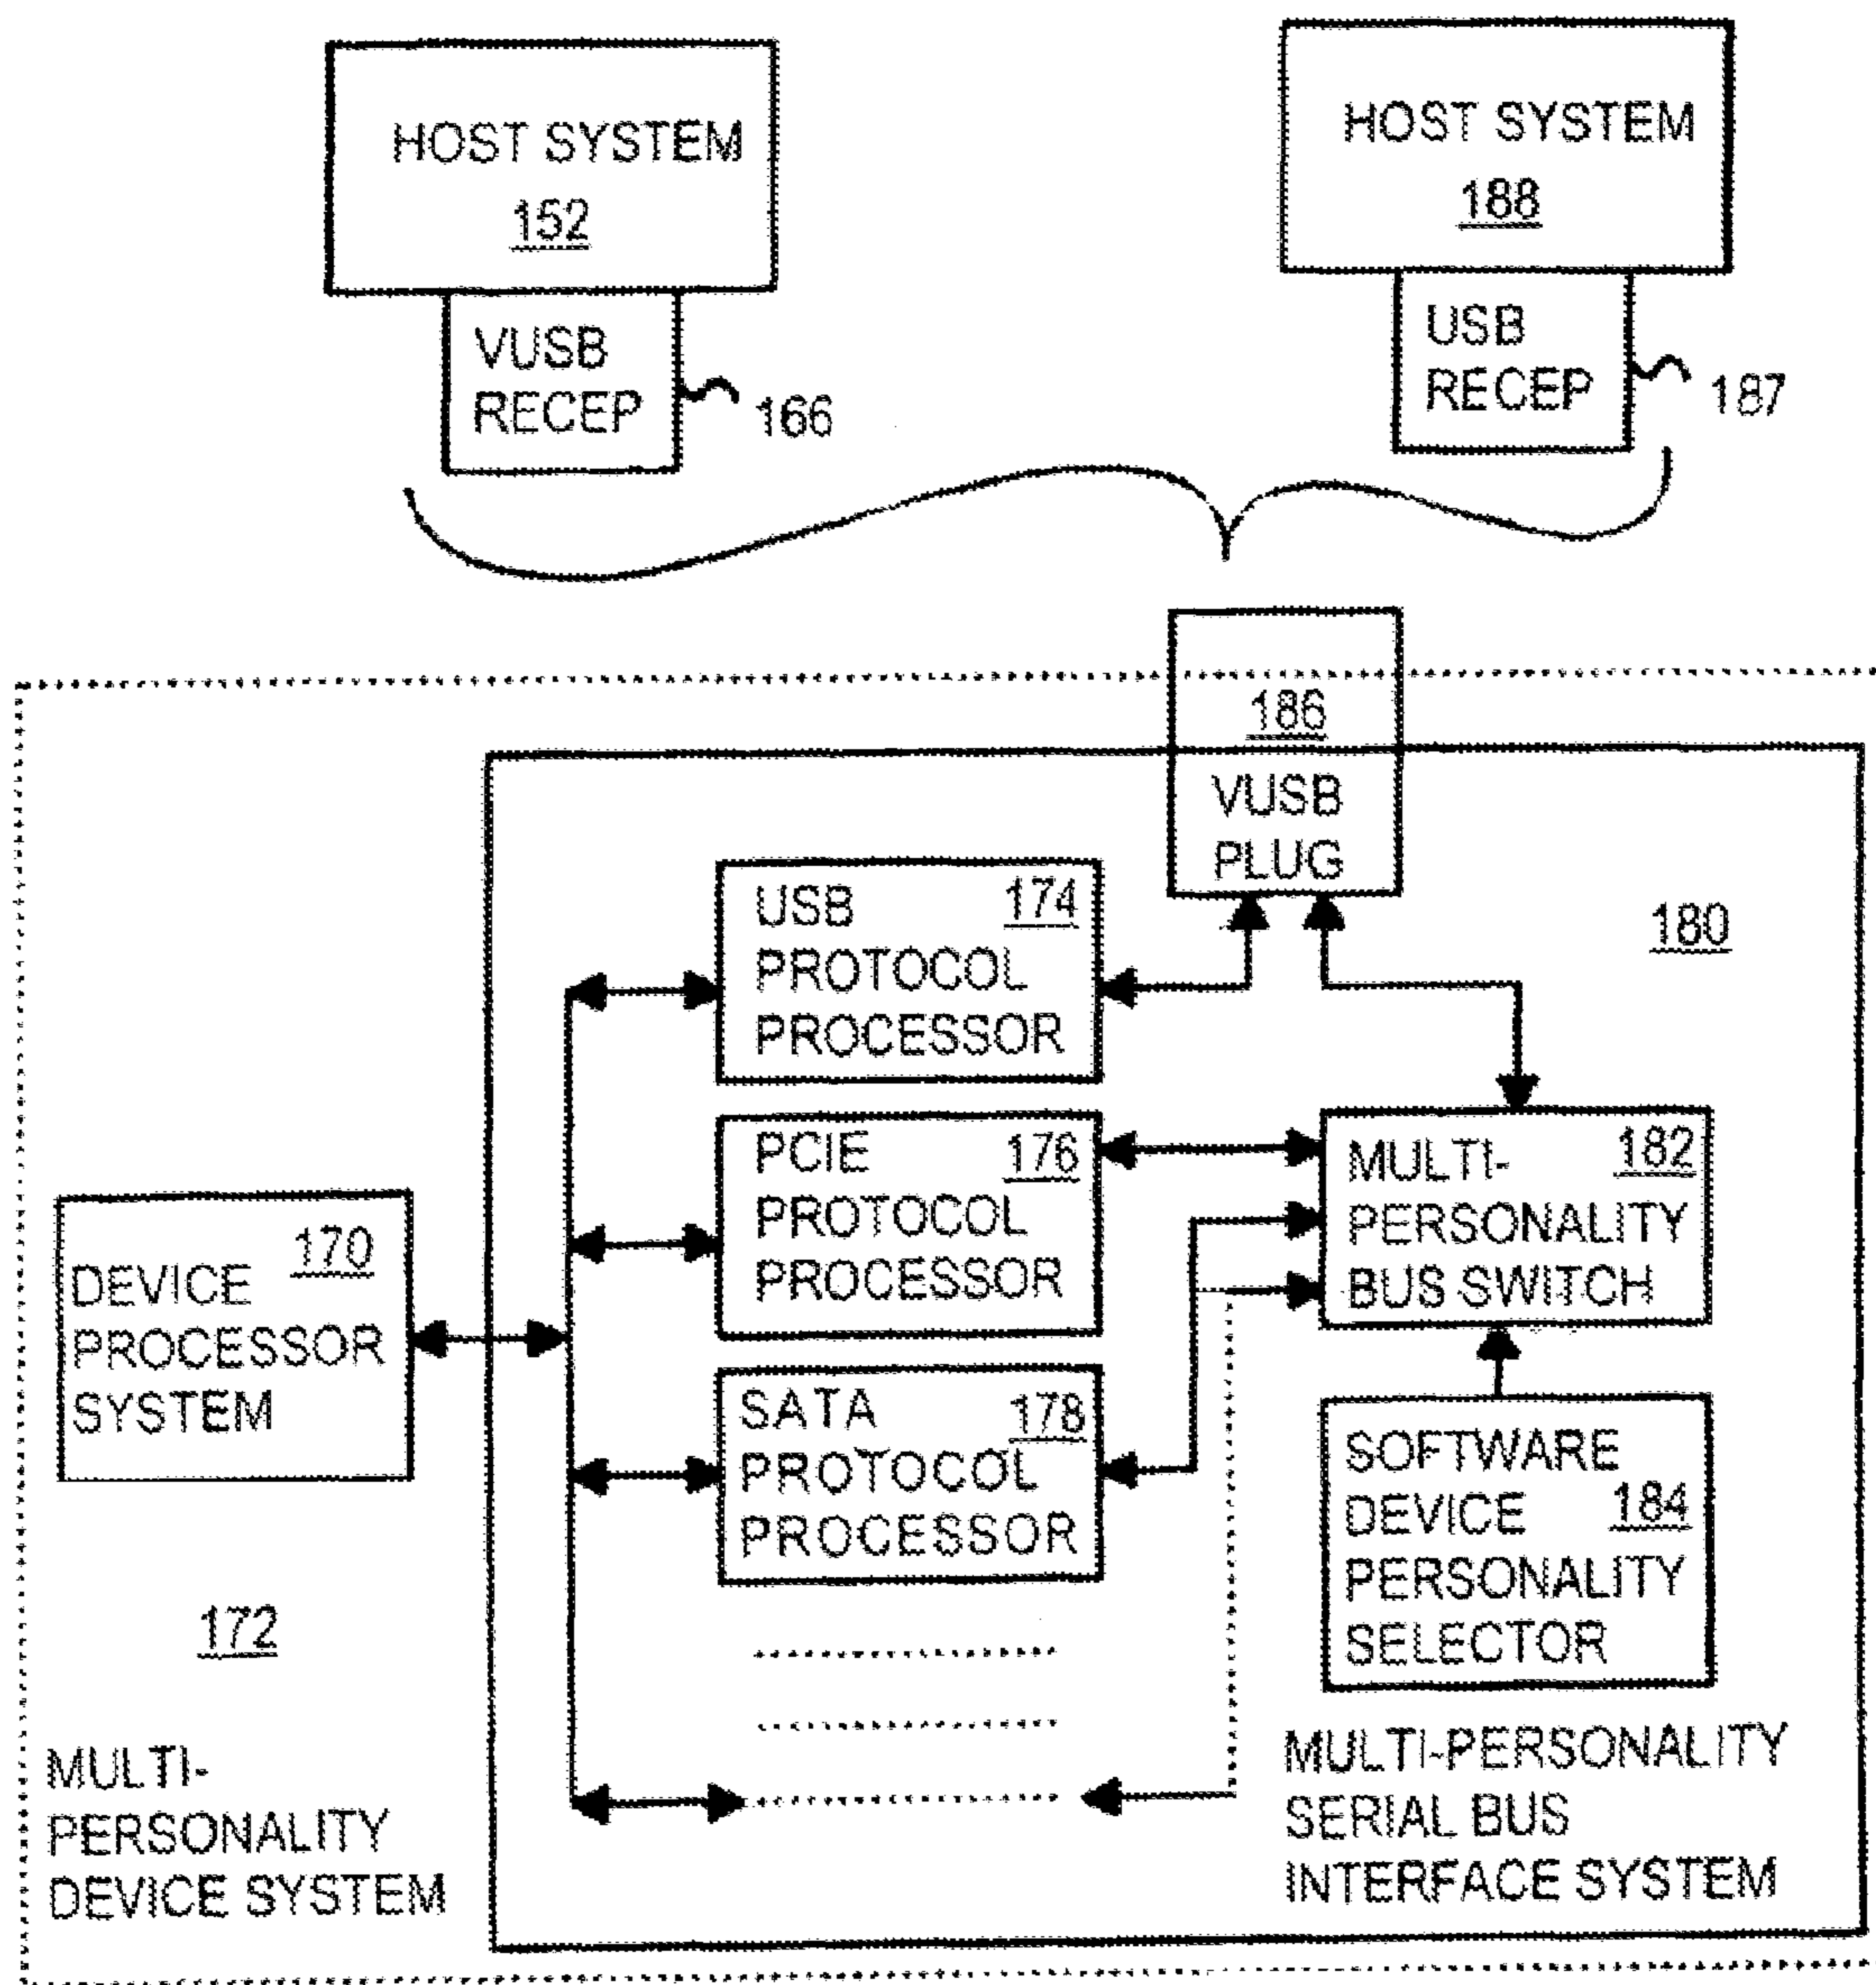 HOST SYSTEM
152
VUSB
RECEP
166
HOST SYSTEM
188
USB
RECEP
187
186
VUSB
PLUG
180
USB 174
PROTOCOL
PROCESSOR
PCIE 176
PROTOCOL
PROCESSOR
SATA 178
PROTOCOL
PROCESSOR
MULTI- 182
PERSONALITY
BUS SWITCH
SOFTWARE
DEVICE 184
PERSONALITY
SELECTOR
170
DEVICE
PROCESSOR
SYSTEM
172
MULTI-
PERSONALITY
DEVICE SYSTEM
MULTI-PERSONALITY
SERIAL BUS
INTERFACE SYSTEM